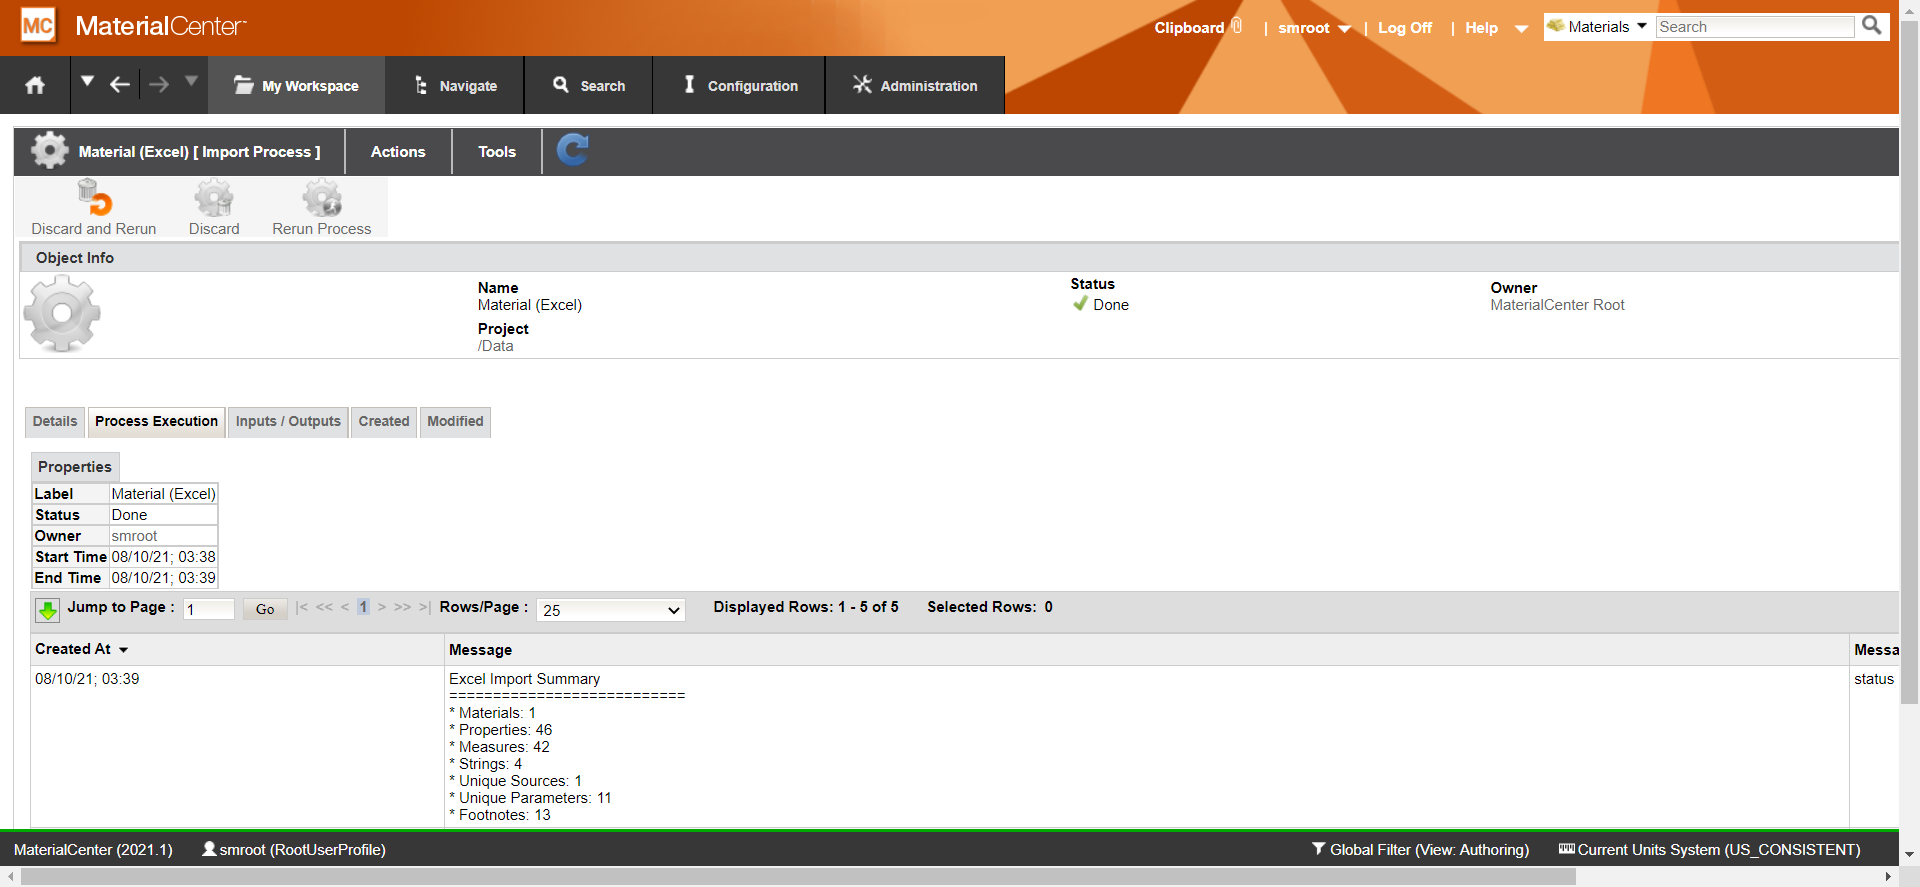 MC MaterialCenter Clipboard | smroot | Log Off | Help Materials Search
My Workspace Navigate Search Configuration Administration
Material (Excel) [ Import Process ] Actions Tools
Discard and Rerun Discard Rerun Process
Object Info
Name Status Owner
Material (Excel) Done MaterialCenter Root
Project
/Data
Details Process Execution Inputs / Outputs Created Modified
Properties
Label Material (Excel)
Status Done
Owner smroot
Start Time 08/10/21; 03:38
End Time 08/10/21; 03:39
Jump to Page : 1 Go |< << < 1 > >> >| Rows/Page : 25 Displayed Rows: 1 - 5 of 5 Selected Rows: 0
Created At Message Messa
08/10/21; 03:39 Excel Import Summary status
===========================
* Materials: 1
* Properties: 46
* Measures: 42
* Strings: 4
* Unique Sources: 1
* Unique Parameters: 11
* Footnotes: 13
MaterialCenter (2021.1) smroot (RootUserProfile) Global Filter (View: Authoring) Current Units System (US_CONSISTENT)